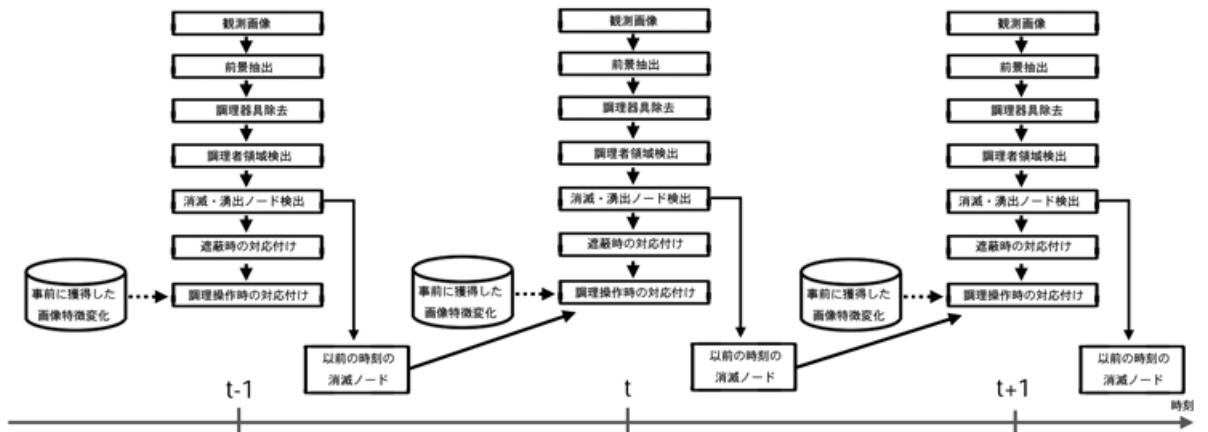 観測画像
前景抽出
調理器具除去
調理者領域検出
消滅・湧出ノード検出
遮蔽時の対応付け
調理操作時の対応付け
事前に獲得した
画像特徴変化
以前の時刻の
消滅ノード
t-1
観測画像
前景抽出
調理器具除去
調理者領域検出
消滅・湧出ノード検出
遮蔽時の対応付け
調理操作時の対応付け
事前に獲得した
画像特徴変化
以前の時刻の
消滅ノード
t
観測画像
前景抽出
調理器具除去
調理者領域検出
消滅・湧出ノード検出
遮蔽時の対応付け
調理操作時の対応付け
事前に獲得した
画像特徴変化
以前の時刻の
消滅ノード
t+1
時刻